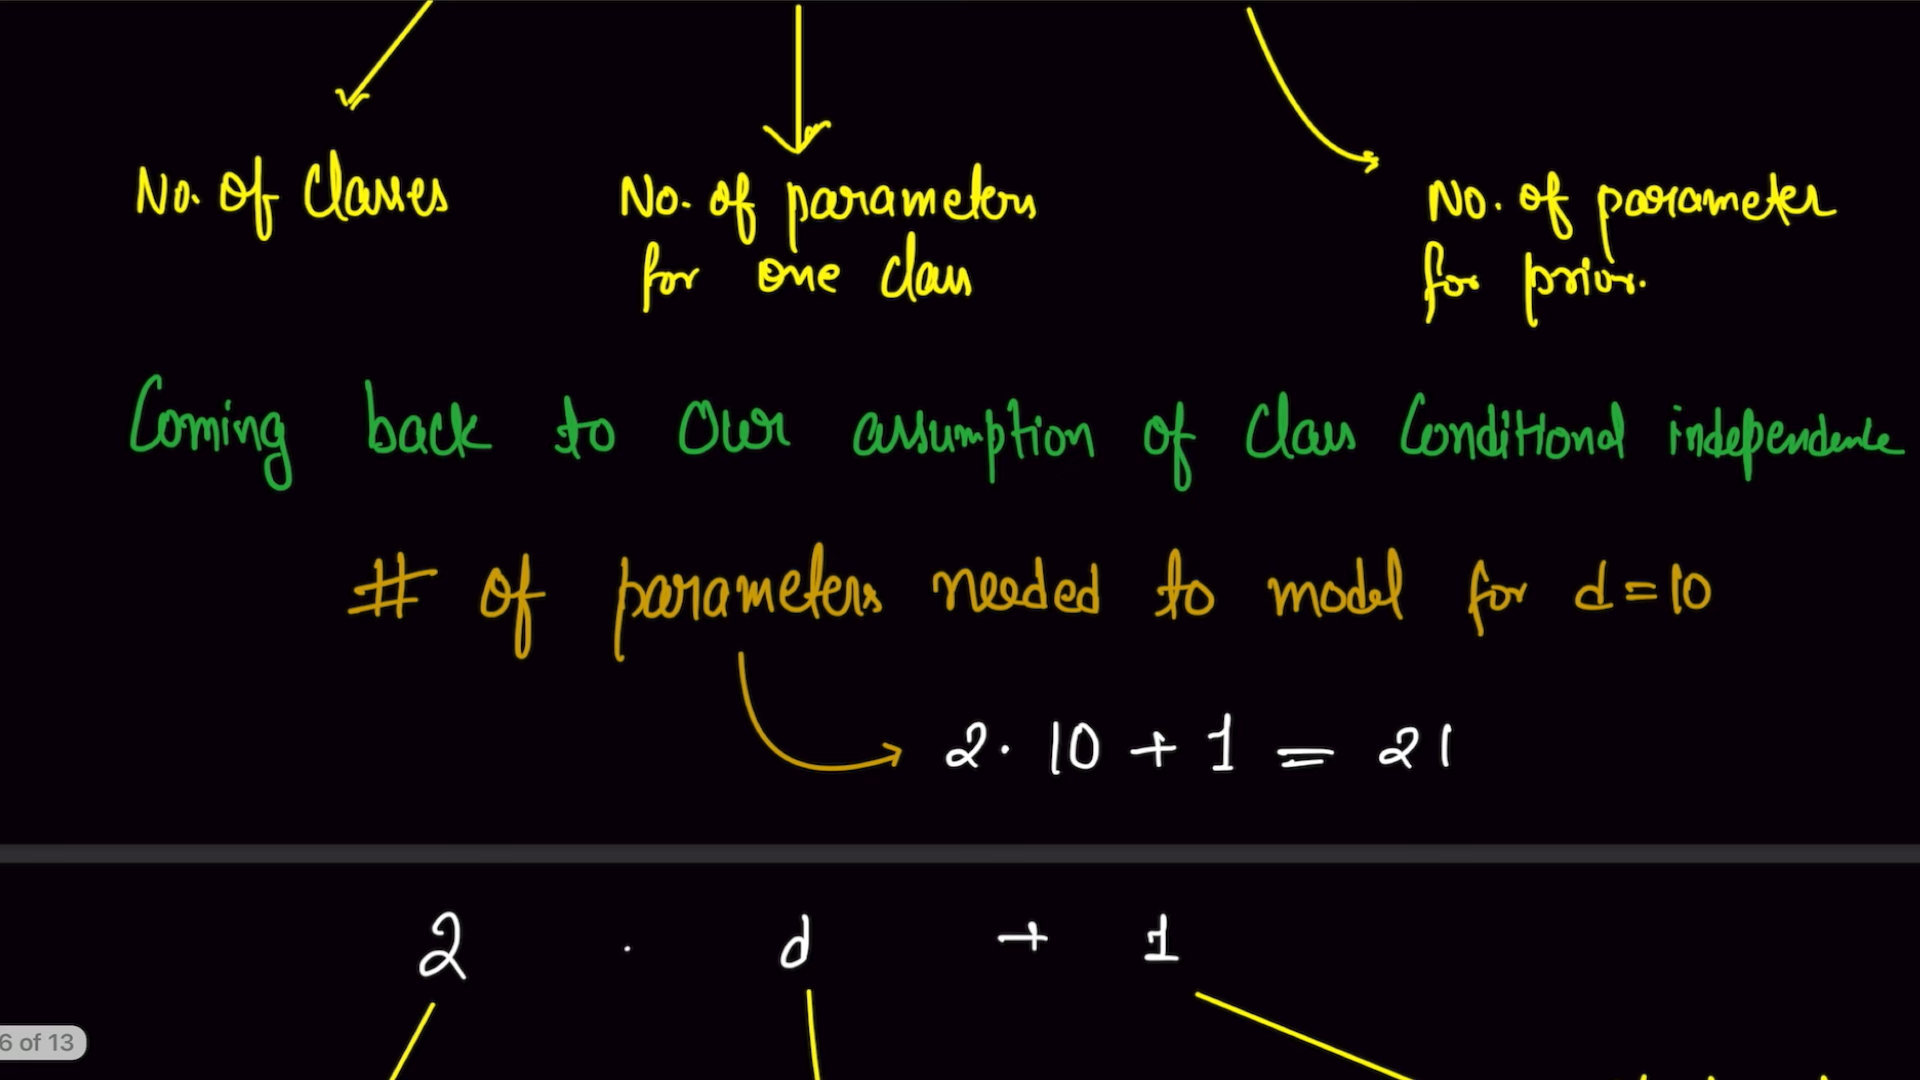 No. of Classes No. of parameters No. of parameter
for one class for prior.
Coming back to Our assumption of Class Conditional independence
# of parameters needed to model for d=10
2. 10 + 1 = 21
2 . d + 1
6 of 13